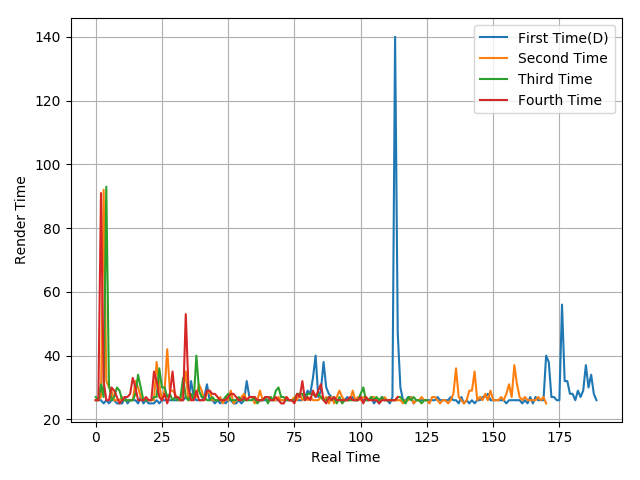 140
120
100
80
60
40
20
0
25
50
75
100
125
150
175
Render Time
Real Time
First Time(D)
Second Time
Third Time
Fourth Time